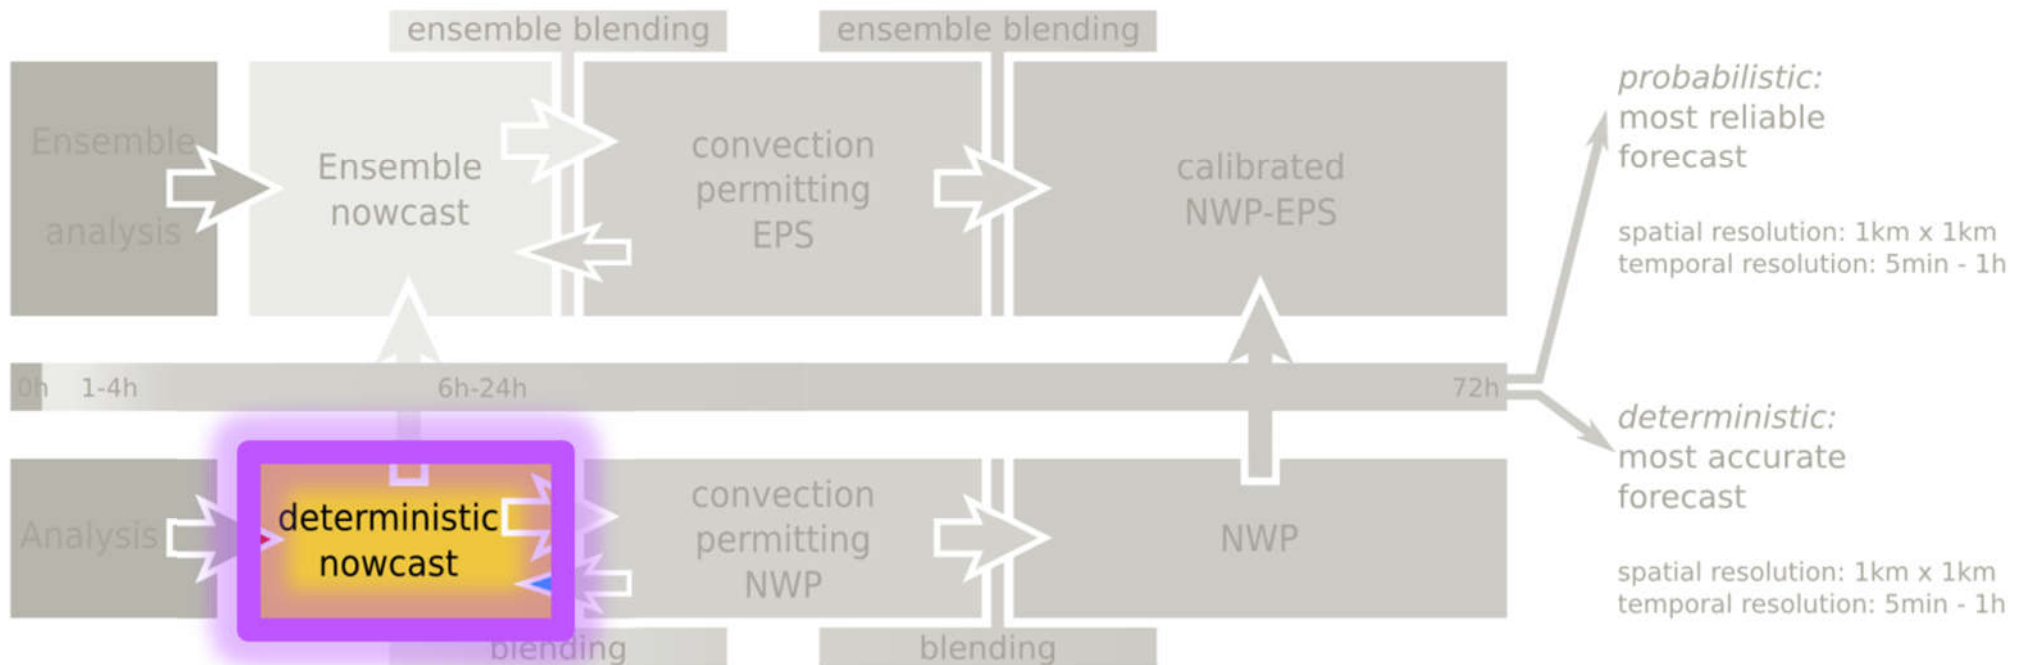 ensemble blending
ensemble blending
Ensemble
analysis
Ensemble
nowcast
convection
permitting
EPS
calibrated
NWP-EPS
probabilistic:
most reliable
forecast
spatial resolution: 1km x 1km
temporal resolution: 5min - 1h
0h
1-4h
6h-24h
72h
Analysis
deterministic
nowcast
convection
permitting
NWP
NWP
deterministic:
most accurate
forecast
spatial resolution: 1km x 1km
temporal resolution: 5min - 1h
blending
blending